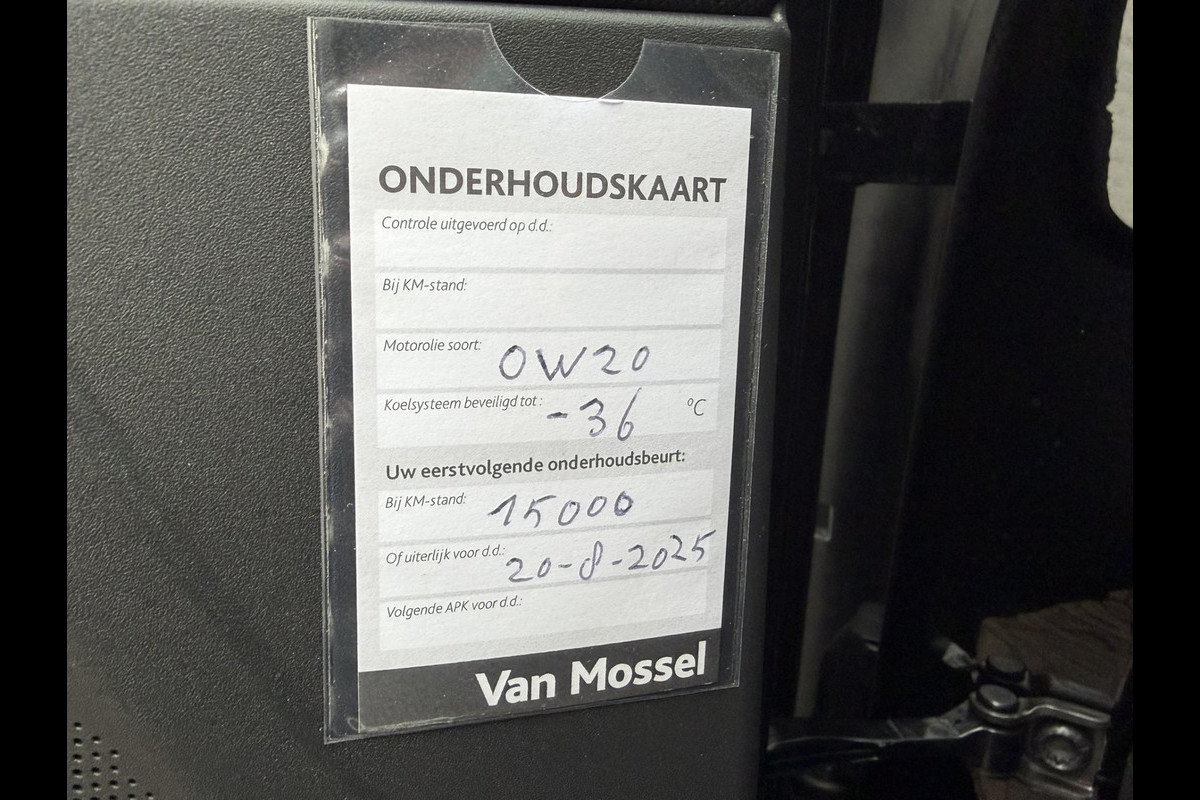 ONDERHOUDSKAART
Controle uitgevoerd op d.d.:
Bij KM-stand:
Motorolie soort: 0W20
Koelsysteem beveiligd tot: -36 °C
Uw eerstvolgende onderhoudsbeurt:
Bij KM-stand: 15000
Of uiterlijk voor d.d.: 20-8-2025
Volgende APK voor d.d.:
Van Mossel